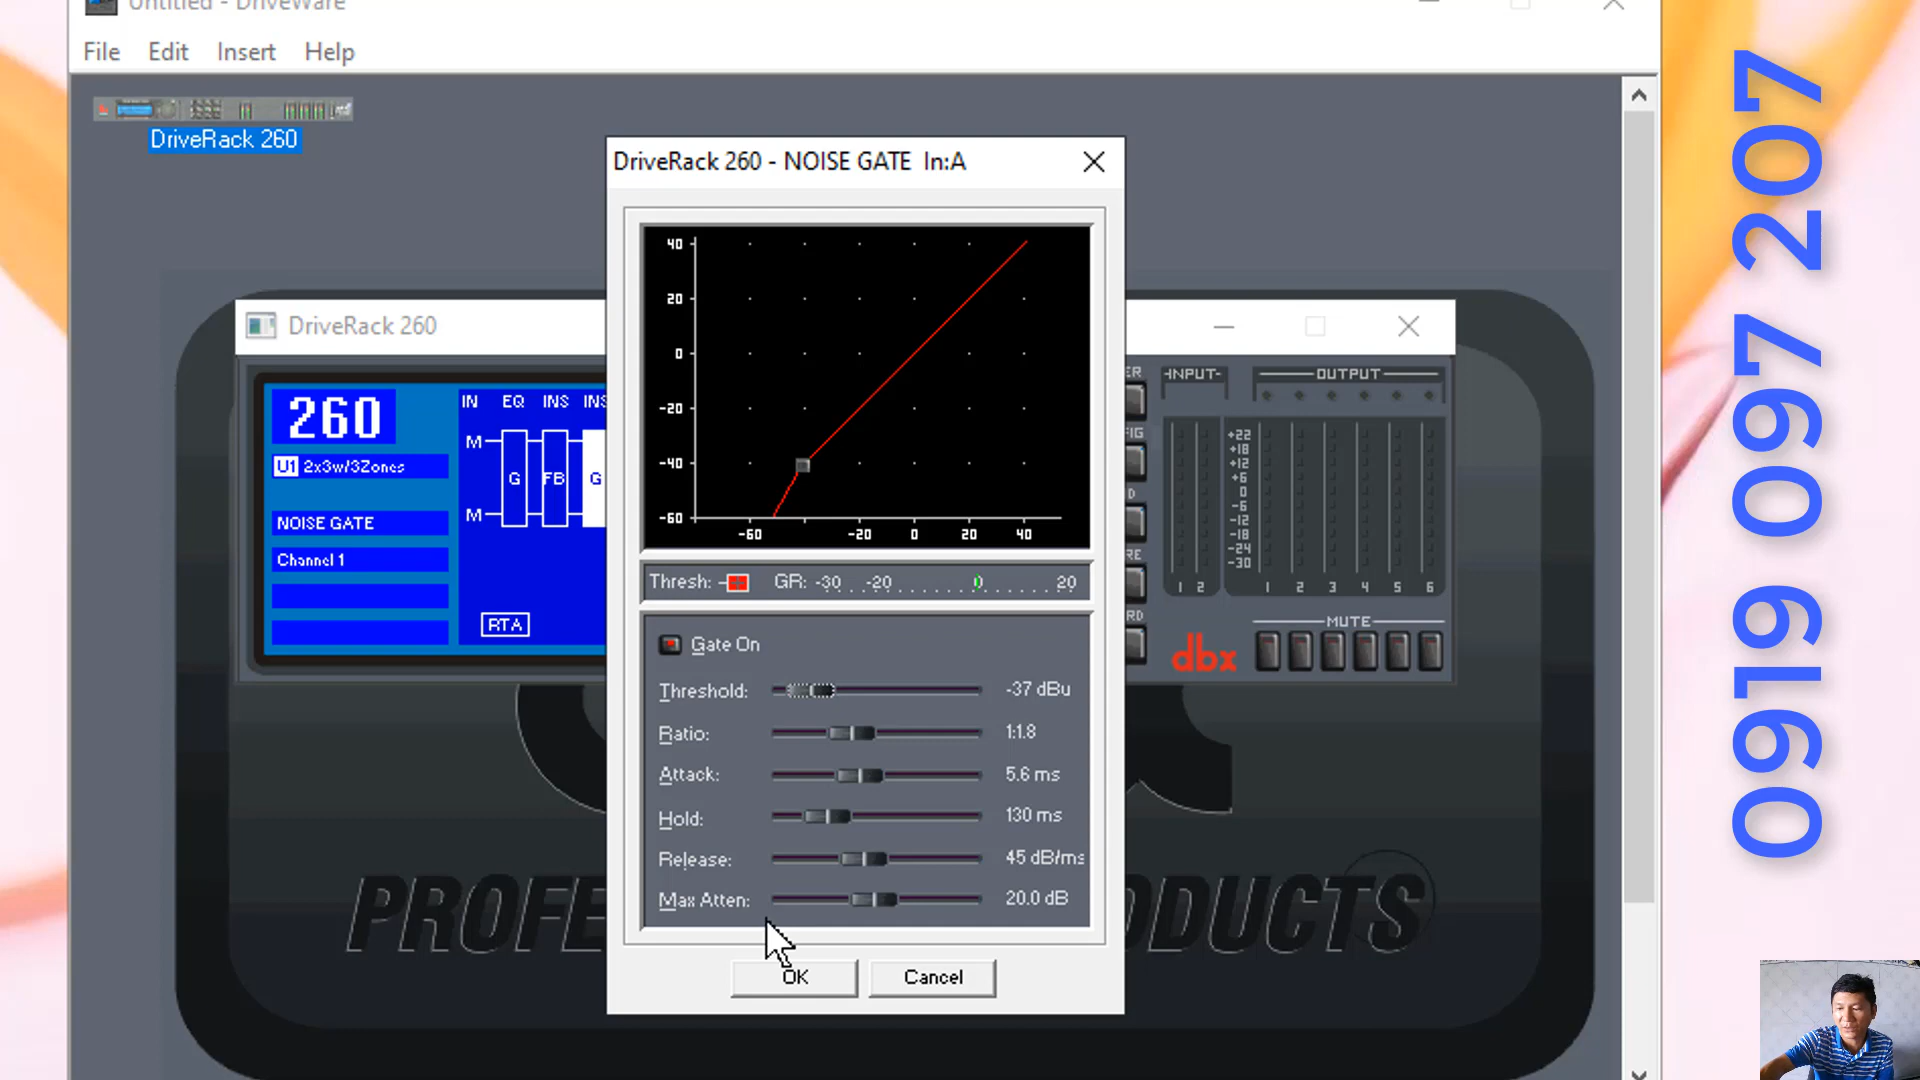 Untitled - DriveWare
File Edit Insert Help
DriveRack 260
DriveRack 260 - NOISE GATE In:A
40
20
0
-20
-40
-60
-60 -20 0 20 40
Thresh: GR: -30 -20 0 20
Gate On
Threshold: -37 dBu
Ratio: 1:1.8
Attack: 5.6 ms
Hold: 130 ms
Release: 45 dB/ms
Max Atten: 20.0 dB
OK Cancel
DriveRack 260
260
U1 2x3w/3Zones
NOISE GATE
Channel 1
IN EQ INS INS
M G FB G
M
RTA
INPUT OUTPUT
+22
+18
+12
+6
0
-6
-12
-18
-24
-30
1 2 1 2 3 4 5 6
MUTE
dbx
PROFE
DUCTS
0919 097 207